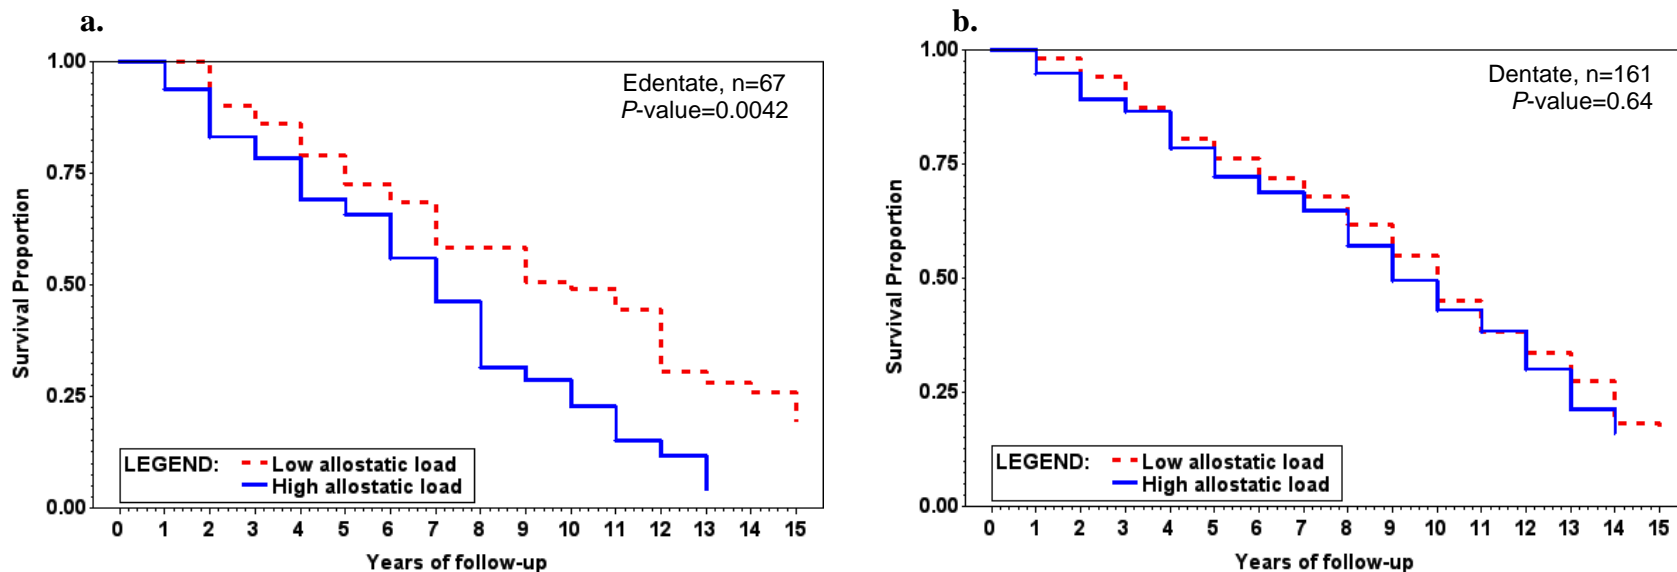 a.
Edentate, n=67
P-value=0.0042
1.00
0.75
0.50
0.25
0.00
Survival Proportion
LEGEND: Low allostatic load
High allostatic load
0 1 2 3 4 5 6 7 8 9 10 11 12 13 14 15
Years of follow-up
b.
Dentate, n=161
P-value=0.64
1.00
0.75
0.50
0.25
0.00
Survival Proportion
LEGEND: Low allostatic load
High allostatic load
0 1 2 3 4 5 6 7 8 9 10 11 12 13 14 15
Years of follow-up